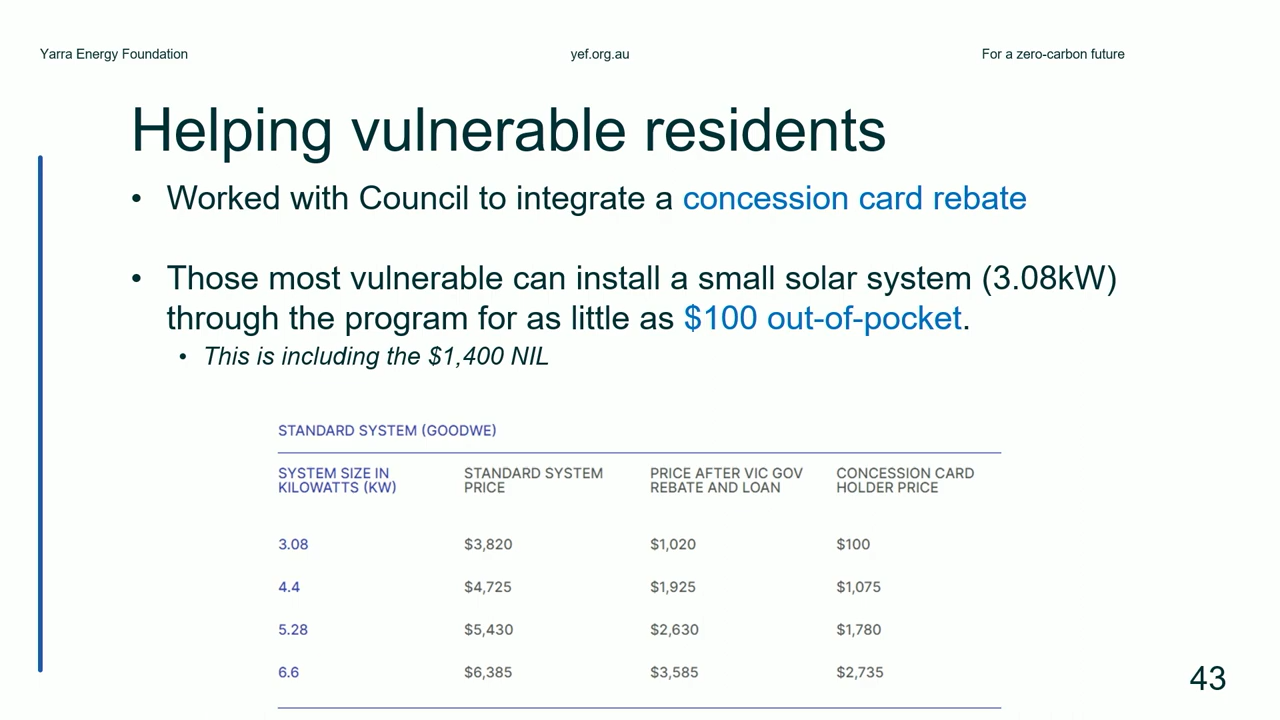 Yarra Energy Foundation
yef.org.au
For a zero-carbon future
Helping vulnerable residents
• Worked with Council to integrate a concession card rebate
• Those most vulnerable can install a small solar system (3.08kW)
through the program for as little as $100 out-of-pocket.
• This is including the $1,400 NIL
STANDARD SYSTEM (GOODWE)
SYSTEM SIZE IN KILOWATTS (KW) STANDARD SYSTEM PRICE PRICE AFTER VIC GOV REBATE AND LOAN CONCESSION CARD HOLDER PRICE
3.08 $3,820 $1,020 $100
4.4 $4,725 $1,925 $1,075
5.28 $5,430 $2,630 $1,780
6.6 $6,385 $3,585 $2,735
43